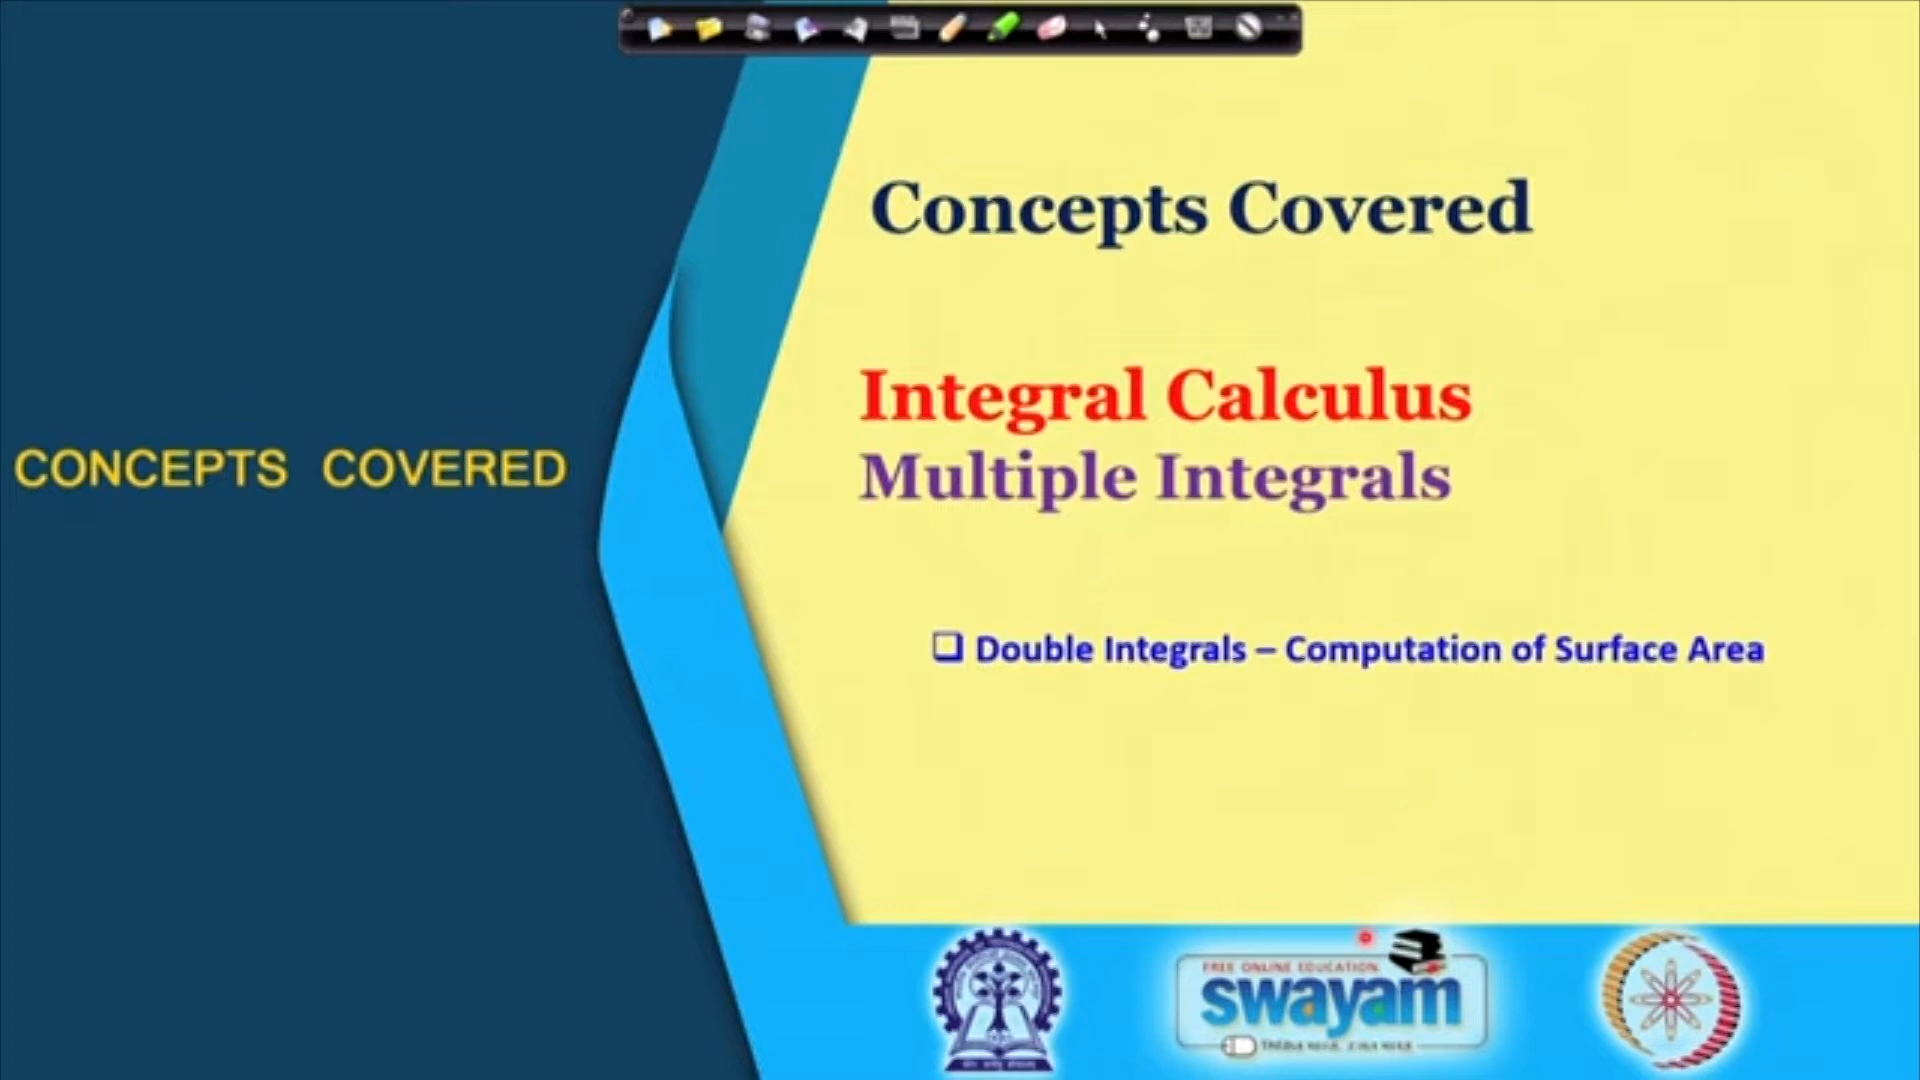 CONCEPTS COVERED
Concepts Covered
Integral Calculus
Multiple Integrals
Double Integrals – Computation of Surface Area
FREE ONLINE EDUCATION
swayam